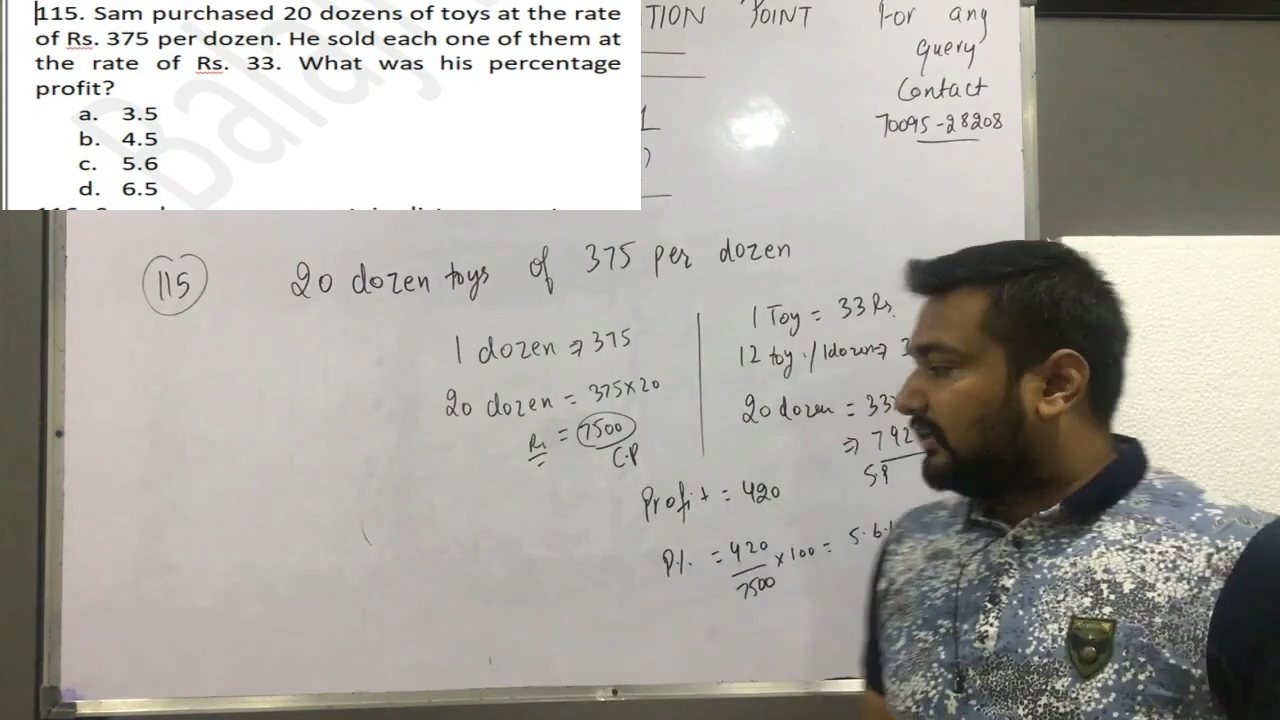 115. Sam purchased 20 dozens of toys at the rate
of Rs. 375 per dozen. He sold each one of them at
the rate of Rs. 33. What was his percentage
profit?
a. 3.5
b. 4.5
c. 5.6
d. 6.5
TION POINT
For any
query
Contact
70095-28208
115
20 dozen toys of 375 per dozen
1 dozen ⇒ 375
20 dozen = 375×20
Rs = 7500
C.P
1 Toy = 33 Rs.
12 toy / 1dozen ⇒ 3
20 dozen = 33
⇒ 792
SP
Profit = 420
P% = 420/7500 × 100 = 5.6